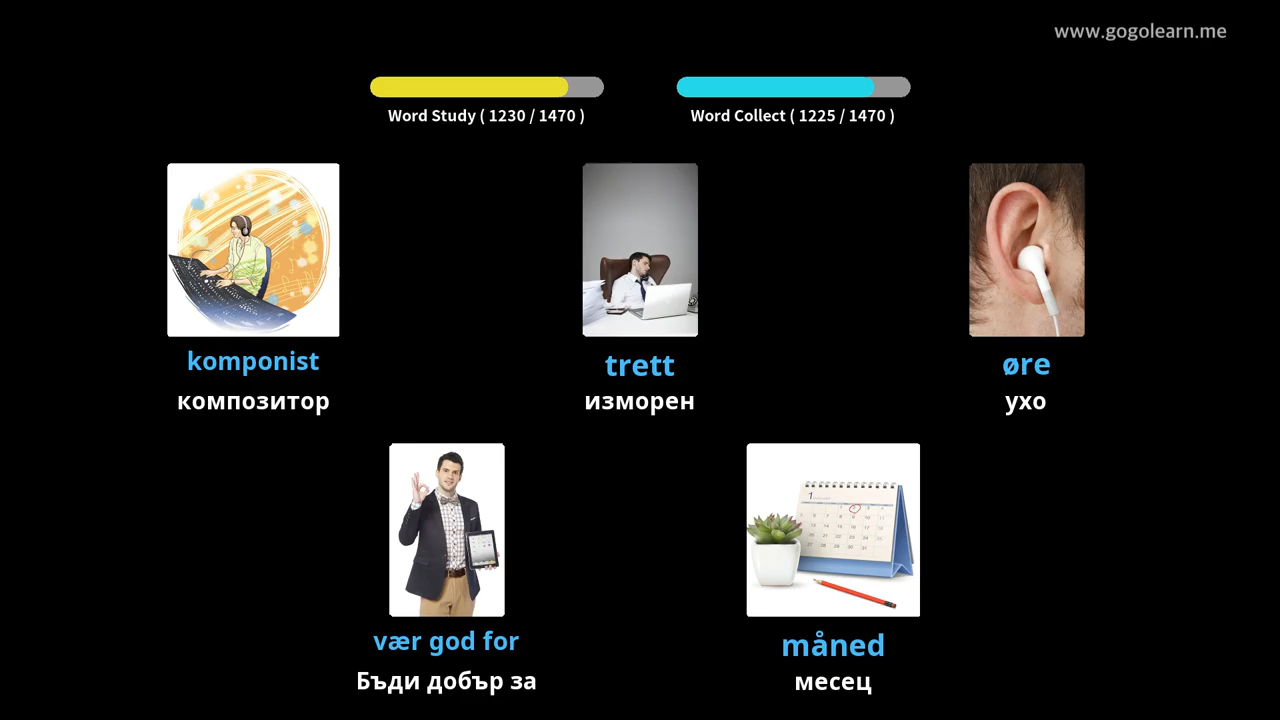 www.gogolearn.me
Word Study ( 1230 / 1470 )
Word Collect ( 1225 / 1470 )
komponist
композитор
trett
изморен
øre
ухо
vær god for
Бъди добър за
måned
месец